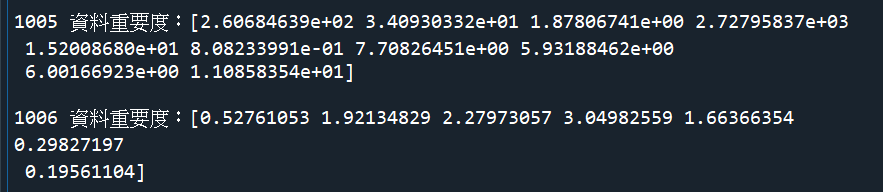 1005 資料重要度：[2.60684639e+02 3.40930332e+01 1.87806741e+00 2.72795837e+03
1.52008680e+01 8.08233991e-01 7.70826451e+00 5.93188462e+00
6.00166923e+00 1.10858354e+01]
1006 資料重要度：[0.52761053 1.92134829 2.27973057 3.04982559 1.66366354
0.29827197
0.19561104]